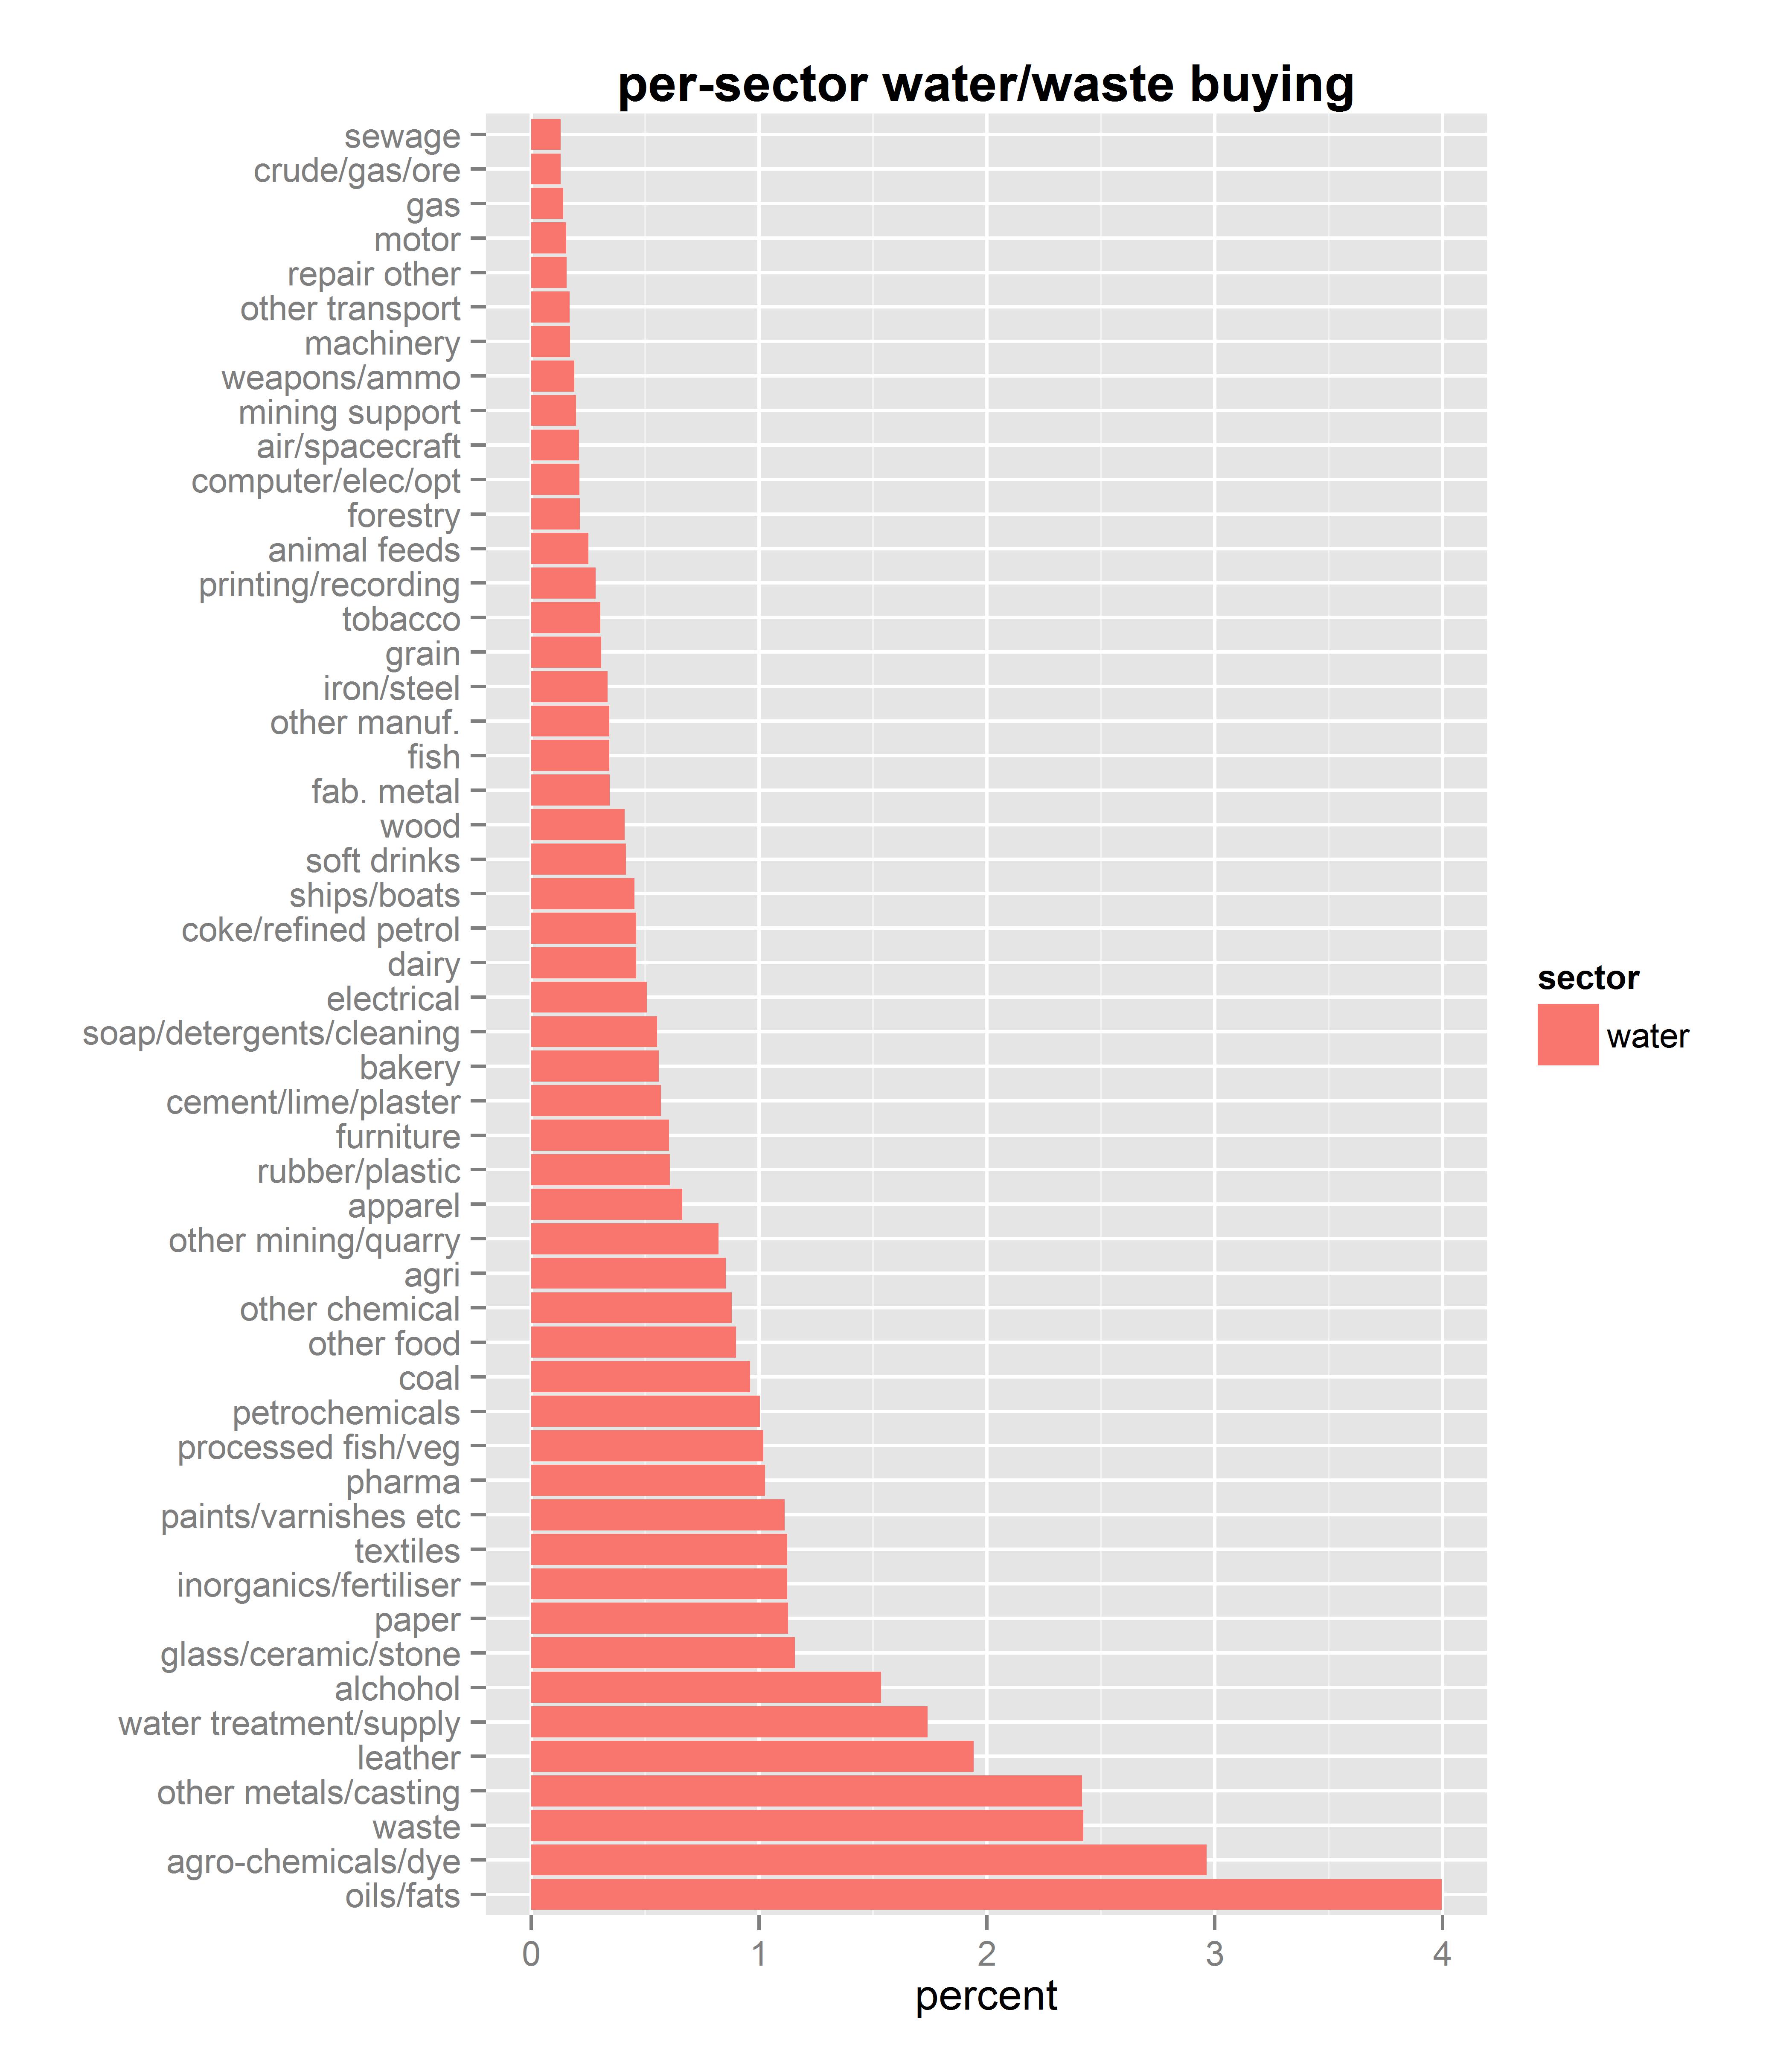 per-sector water/waste buying
sewage
crude/gas/ore
gas
motor
repair other
other transport
machinery
weapons/ammo
mining support
air/spacecraft
computer/elec/opt
forestry
animal feeds
printing/recording
tobacco
grain
iron/steel
other manuf.
fish
fab. metal
wood
soft drinks
ships/boats
coke/refined petrol
dairy
electrical
soap/detergents/cleaning
bakery
cement/lime/plaster
furniture
rubber/plastic
apparel
other mining/quarry
agri
other chemical
other food
coal
petrochemicals
processed fish/veg
pharma
paints/varnishes etc
textiles
inorganics/fertiliser
paper
glass/ceramic/stone
alchohol
water treatment/supply
leather
other metals/casting
waste
agro-chemicals/dye
oils/fats
0 1 2 3 4
percent
sector
water